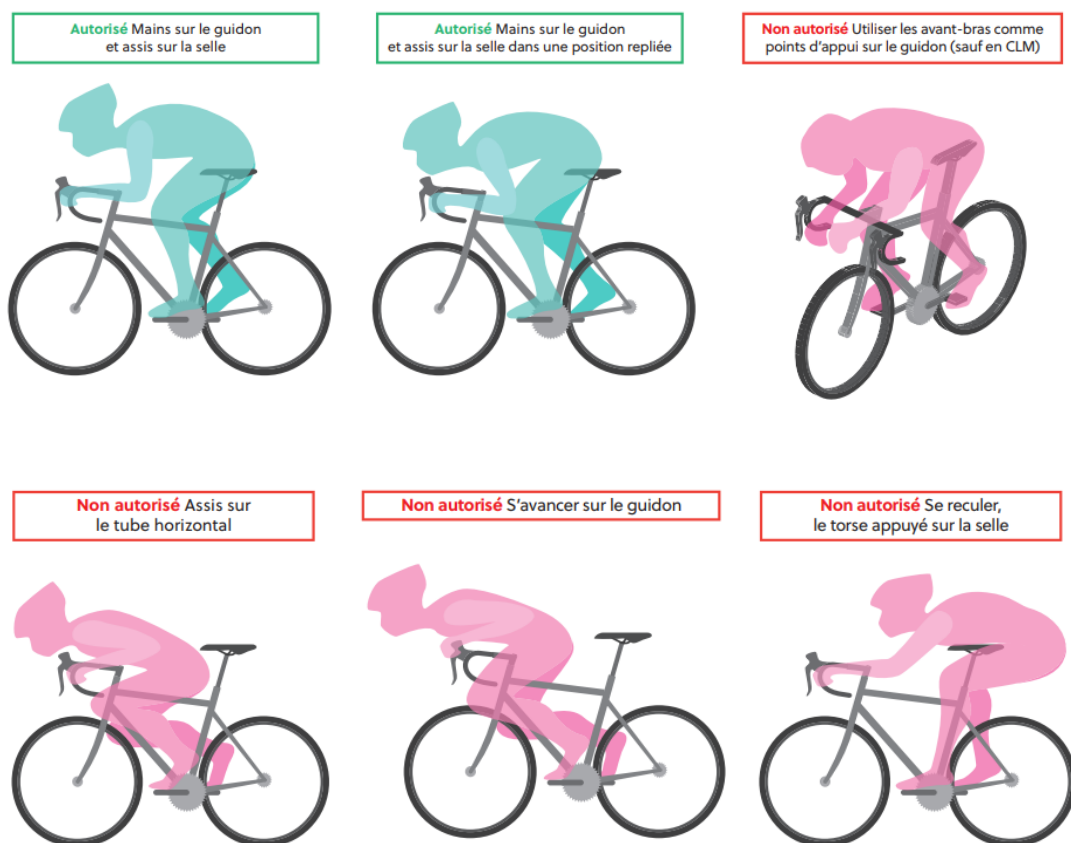 Autorisé Mains sur le guidon
et assis sur la selle
Autorisé Mains sur le guidon
et assis sur la selle dans une position repliée
Non autorisé Utiliser les avant-bras comme
points d'appui sur le guidon (sauf en CLM)
Non autorisé Assis sur
le tube horizontal
Non autorisé S'avancer sur le guidon
Non autorisé Se reculer,
le torse appuyé sur la selle